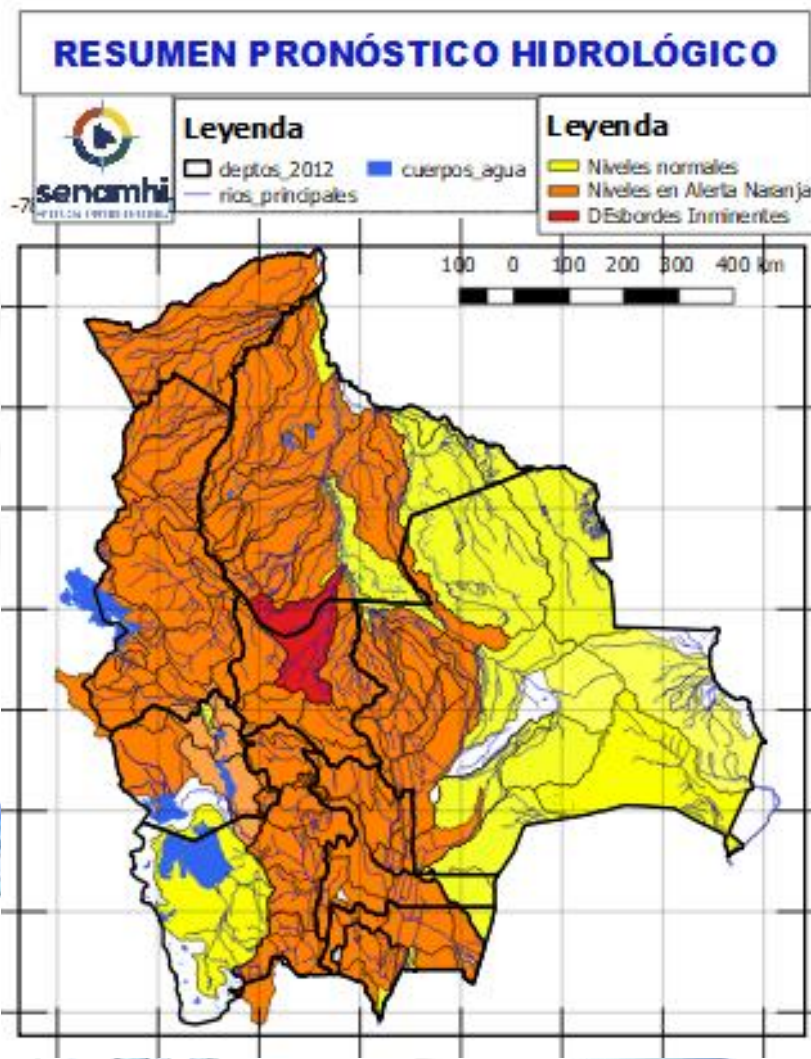 RESUMEN PRONÓSTICO HIDROLÓGICO
senamhi
Leyenda
deptos_2012
cuerpos_agua
rios_principales
Leyenda
Niveles normales
Niveles en Alerta Naranja
DEsbordes Inminentes
100 0 100 200 300 400 km